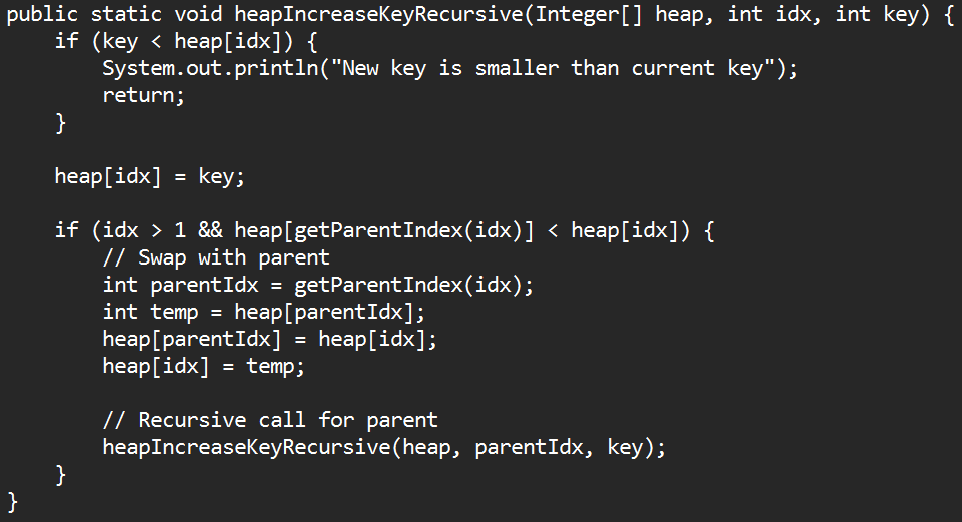 public static void heapIncreaseKeyRecursive(Integer[] heap, int idx, int key) {
    if (key < heap[idx]) {
        System.out.println("New key is smaller than current key");
        return;
    }

    heap[idx] = key;

    if (idx > 1 && heap[getParentIndex(idx)] < heap[idx]) {
        // Swap with parent
        int parentIdx = getParentIndex(idx);
        int temp = heap[parentIdx];
        heap[parentIdx] = heap[idx];
        heap[idx] = temp;

        // Recursive call for parent
        heapIncreaseKeyRecursive(heap, parentIdx, key);
    }
}